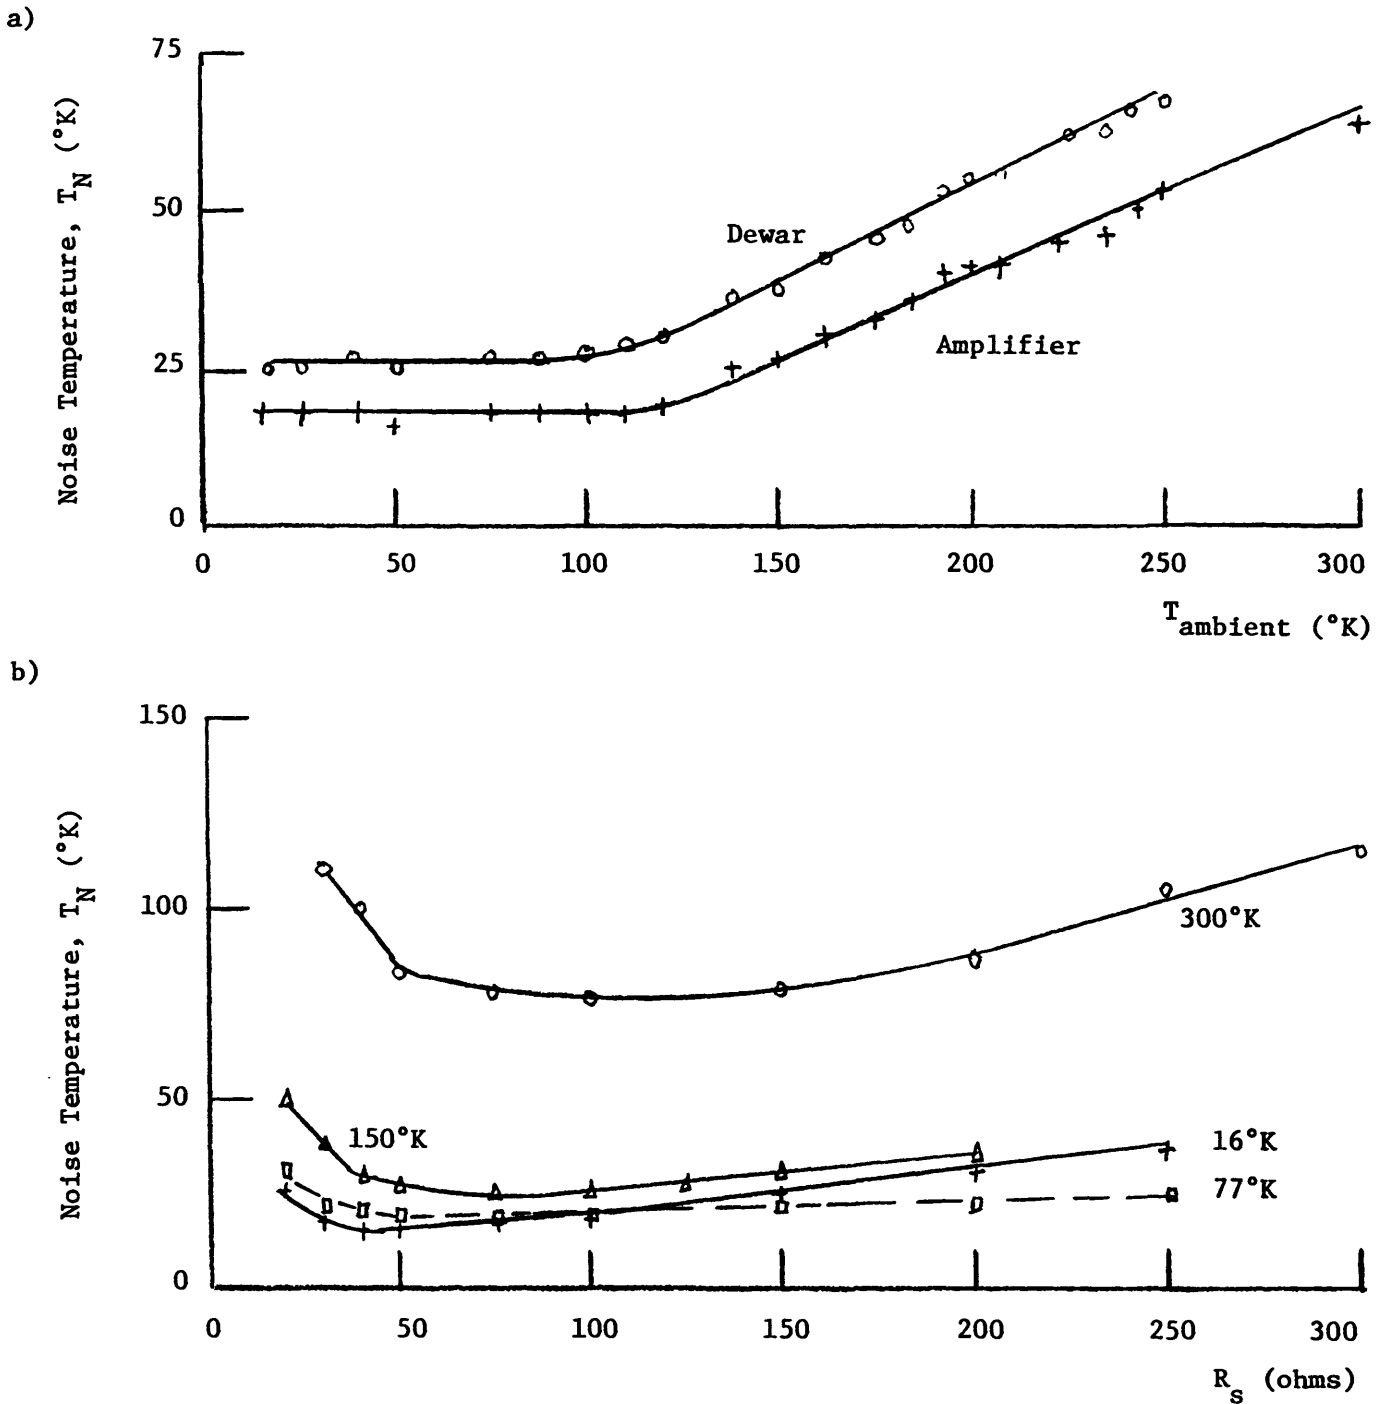 a)
75
50
25
0
Noise Temperature, T_N (°K)
Dewar
Amplifier
0 50 100 150 200 250 300
T_ambient (°K)
b)
150
100
50
0
Noise Temperature, T_N (°K)
300°K
150°K
16°K
77°K
0 50 100 150 200 250 300
R_s (ohms)